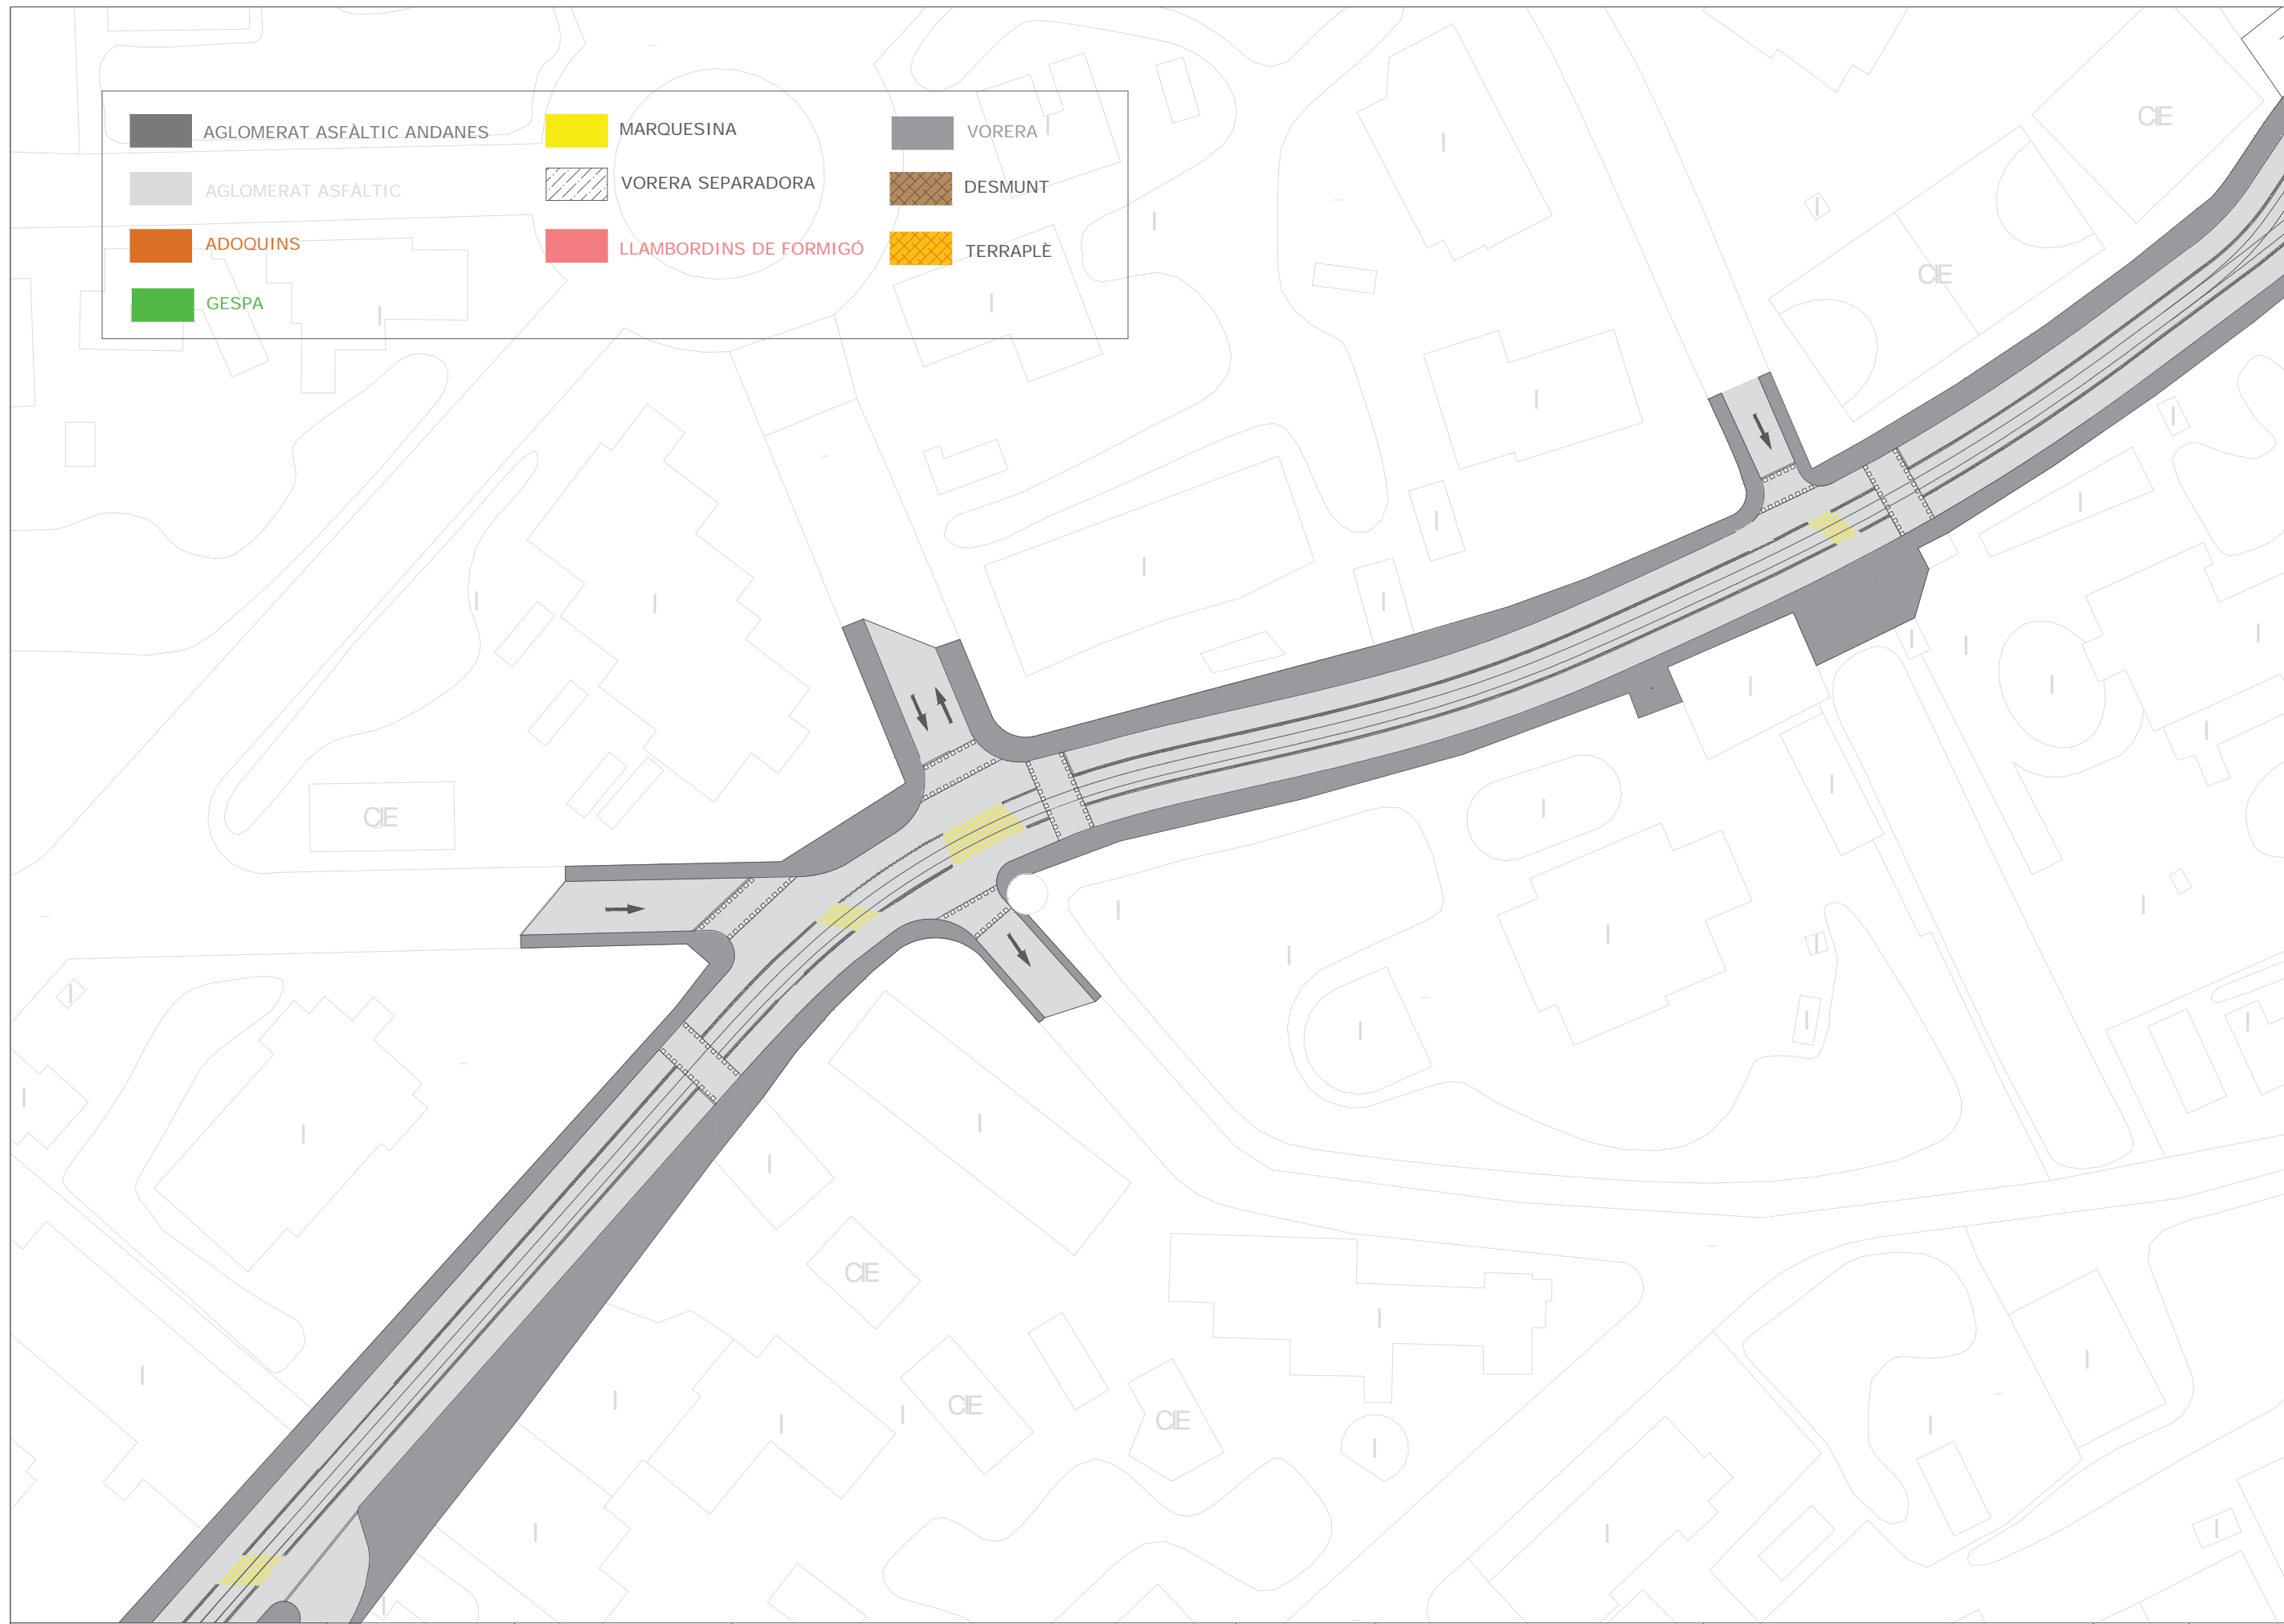 AGLOMERAT ASFÀLTIC ANDANES
MARQUESINA
VORERA
AGLOMERAT ASFÀLTIC
VORERA SEPARADORA
DESMUNT
ADOQUINS
LLAMBORDINS DE FORMIGÓ
TERRAPLÈ
GESPA
CIE
CIE
CIE
CIE
CIE
CIE